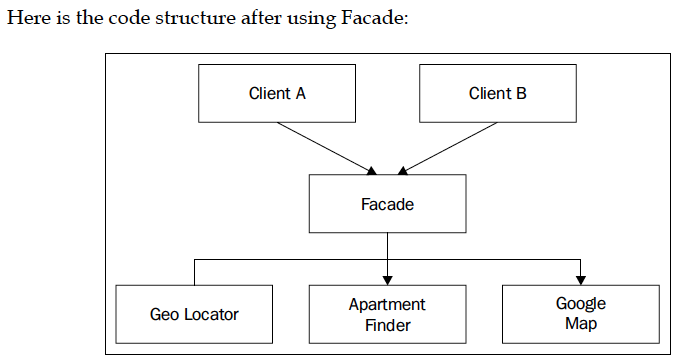 Here is the code structure after using Facade:
Client A
Client B
Facade
Geo Locator
Apartment
Finder
Google
Map